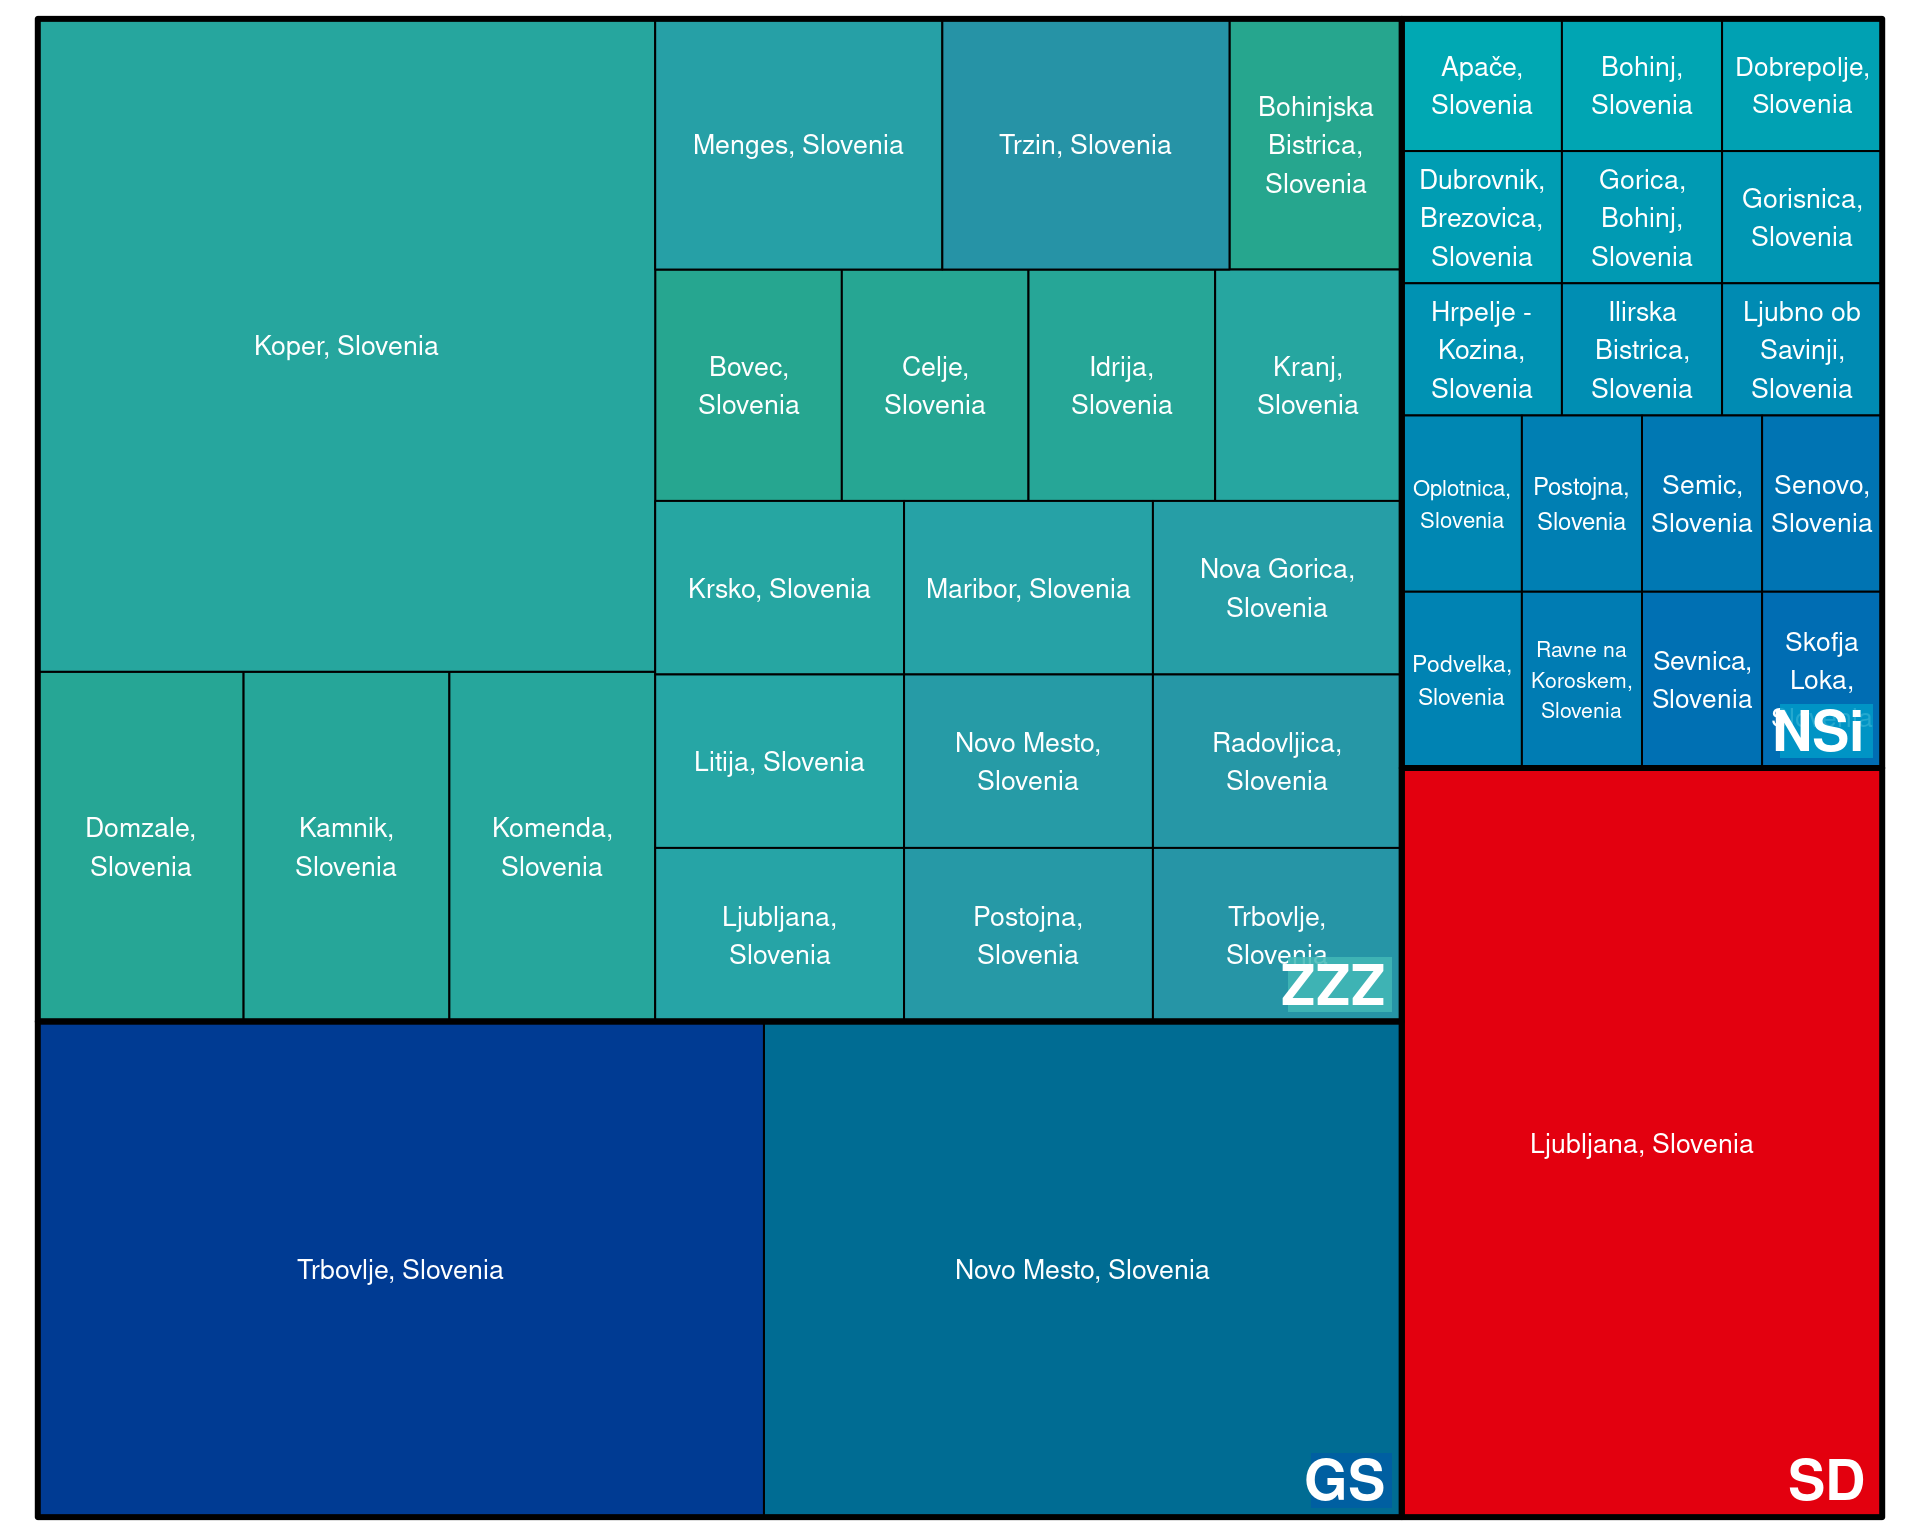 Koper, Slovenia
Menges, Slovenia
Trzin, Slovenia
Bohinjska
Bistrica,
Slovenia
Bovec,
Slovenia
Celje,
Slovenia
Idrija,
Slovenia
Kranj,
Slovenia
Krsko, Slovenia
Maribor, Slovenia
Nova Gorica,
Slovenia
Litija, Slovenia
Novo Mesto,
Slovenia
Radovljica,
Slovenia
Domzale,
Slovenia
Kamnik,
Slovenia
Komenda,
Slovenia
Ljubljana,
Slovenia
Postojna,
Slovenia
Trbovlje,
Slovenia
ZZZ
Trbovlje, Slovenia
Novo Mesto, Slovenia
GS
Apače,
Slovenia
Bohinj,
Slovenia
Dobrepolje,
Slovenia
Dubrovnik,
Brezovica,
Slovenia
Gorica,
Bohinj,
Slovenia
Gorisnica,
Slovenia
Hrpelje -
Kozina,
Slovenia
Ilirska
Bistrica,
Slovenia
Ljubno ob
Savinji,
Slovenia
Oplotnica,
Slovenia
Postojna,
Slovenia
Semic,
Slovenia
Senovo,
Slovenia
Podvelka,
Slovenia
Ravne na
Koroskem,
Slovenia
Sevnica,
Slovenia
Skofja
Loka,
NSi
Ljubljana, Slovenia
SD